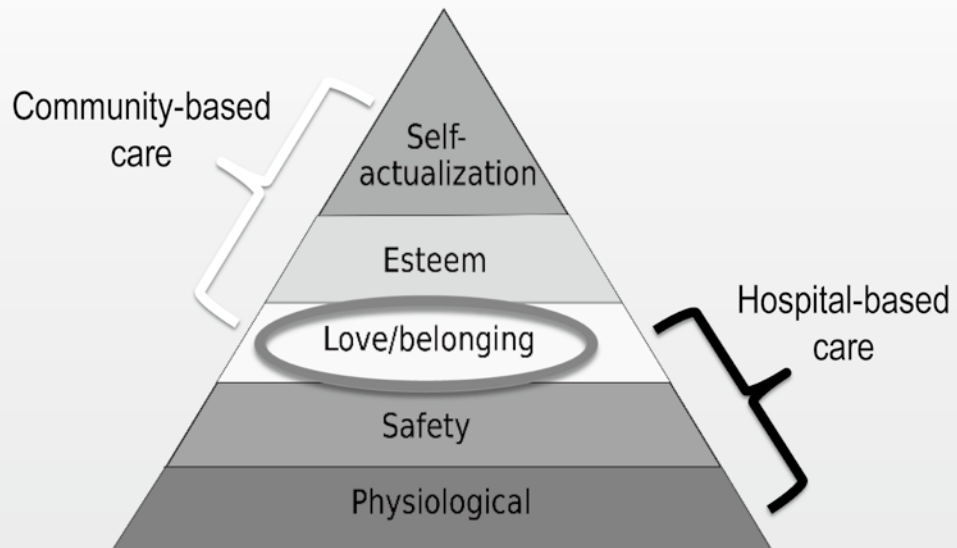 Community-based
care
Self-
actualization
Esteem
Hospital-based
care
Love/belonging
Safety
Physiological